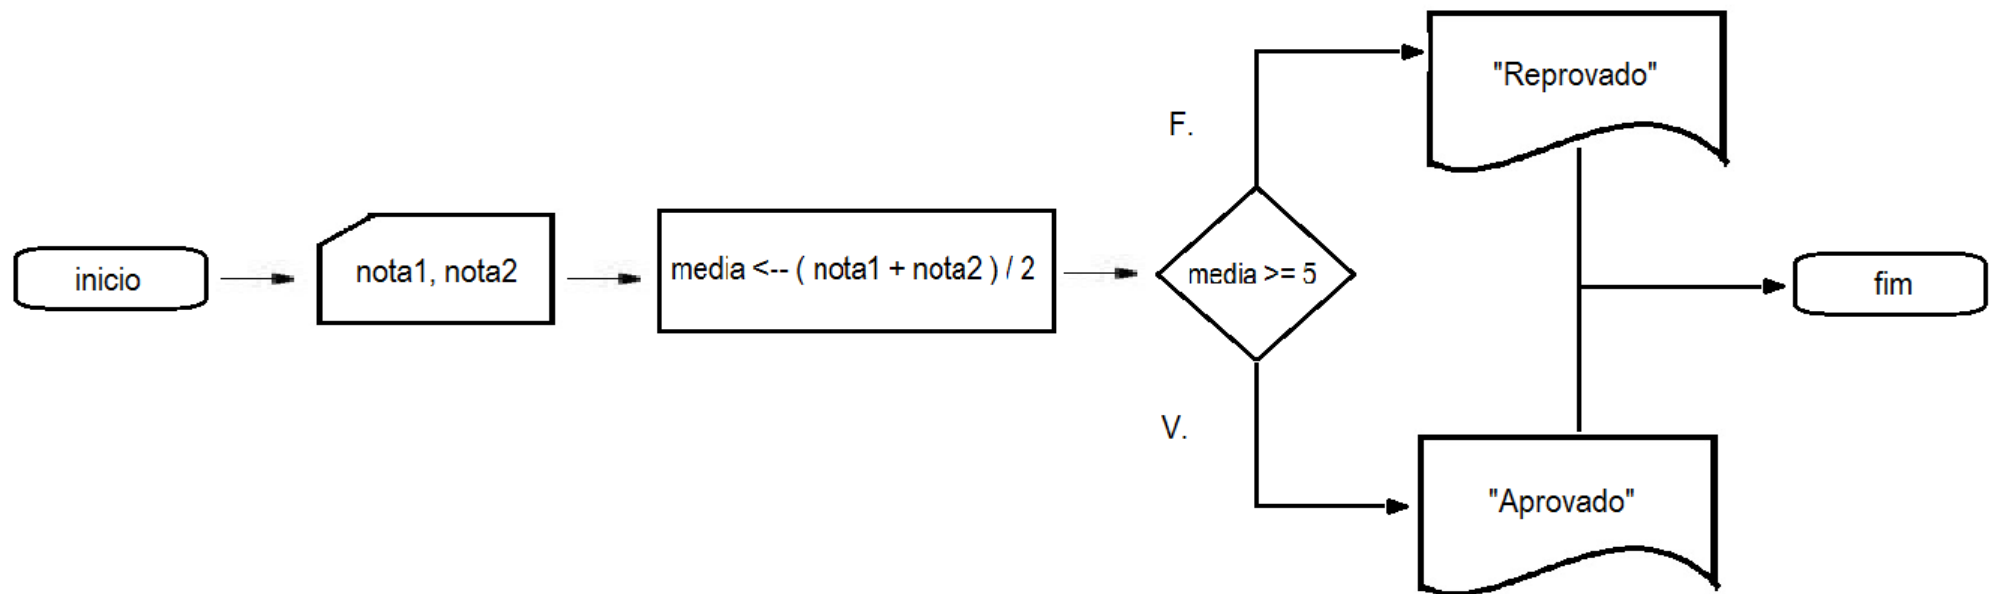 inicio
nota1, nota2
media <-- ( nota1 + nota2 ) / 2
media >= 5
F.
"Reprovado"
V.
"Aprovado"
fim